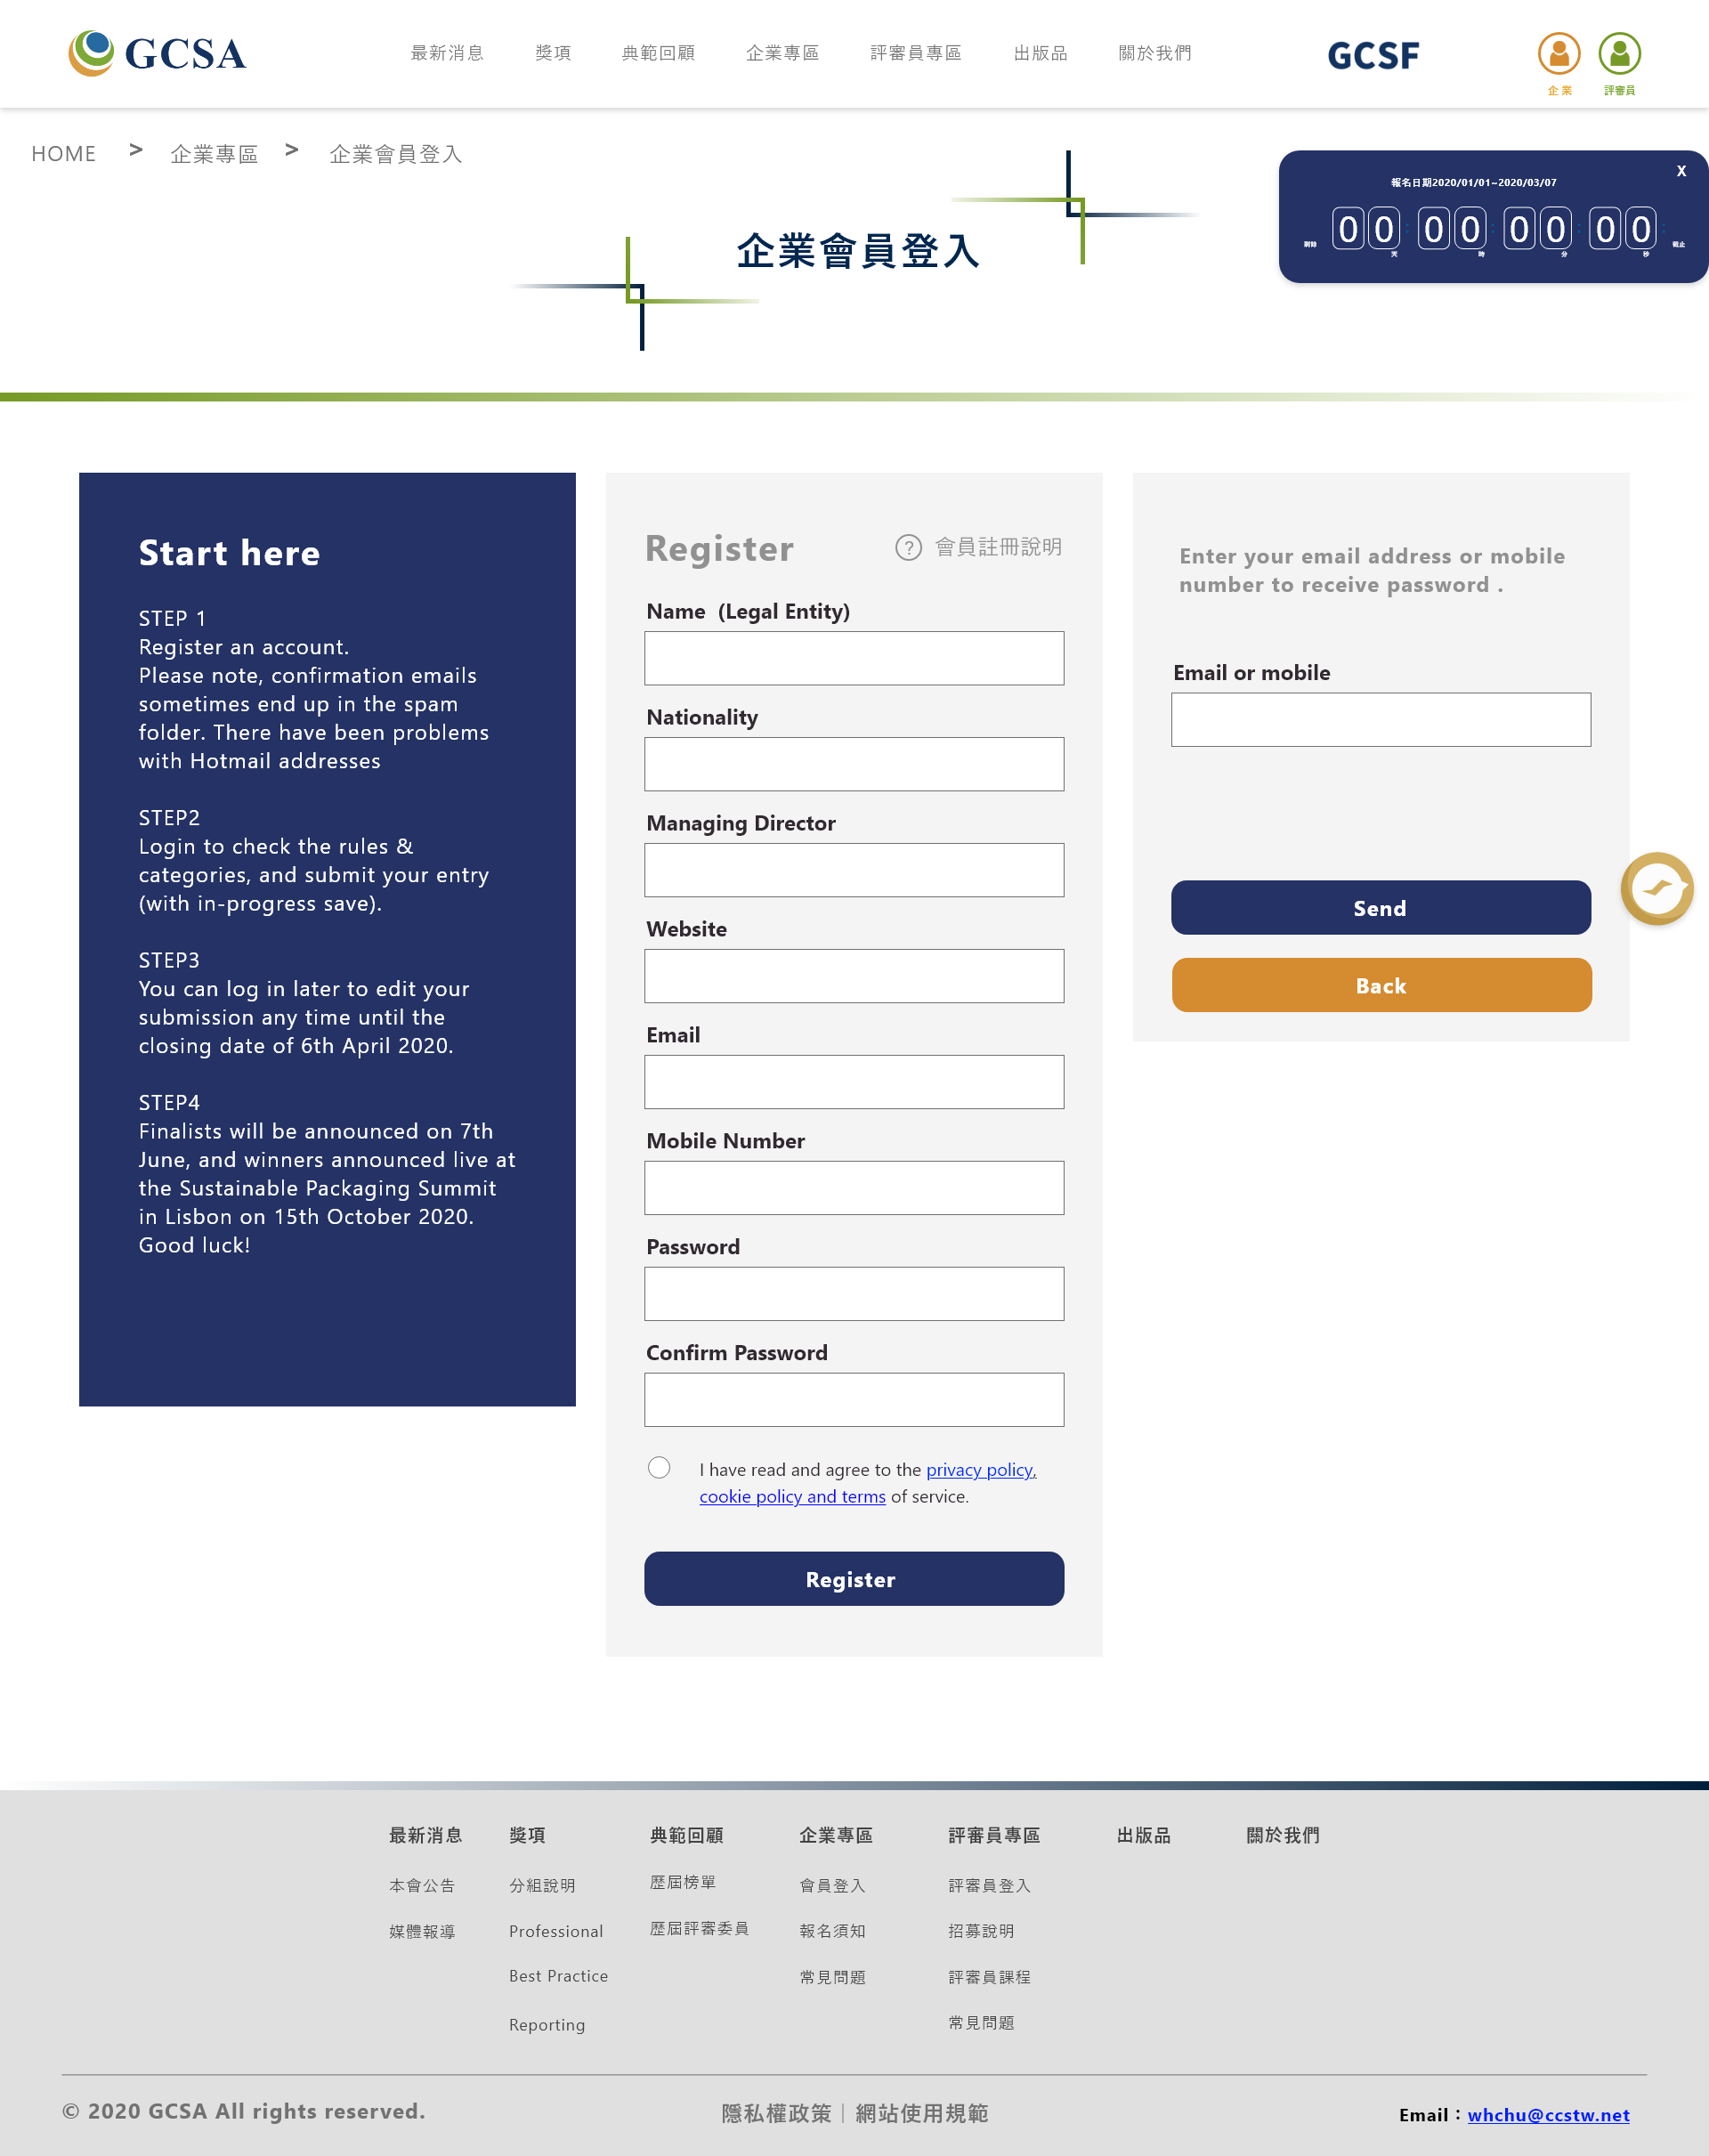 GCSA
最新消息 獎項 典範回顧 企業專區 評審員專區 出版品 關於我們
GCSF
企 業 評審員
HOME > 企業專區 > 企業會員登入
X
報名日期2020/01/01~2020/03/07
剩餘 00 : 00 : 00 : 00 : 截止
天 時 分 秒
企業會員登入
Start here
STEP 1
Register an account.
Please note, confirmation emails
sometimes end up in the spam
folder. There have been problems
with Hotmail addresses
STEP2
Login to check the rules &
categories, and submit your entry
(with in-progress save).
STEP3
You can log in later to edit your
submission any time until the
closing date of 6th April 2020.
STEP4
Finalists will be announced on 7th
June, and winners announced live at
the Sustainable Packaging Summit
in Lisbon on 15th October 2020.
Good luck!
Register
? 會員註冊說明
Name (Legal Entity)
Nationality
Managing Director
Website
Email
Mobile Number
Password
Confirm Password
I have read and agree to the privacy policy,
cookie policy and terms of service.
Register
Enter your email address or mobile
number to receive password .
Email or mobile
Send
Back
最新消息
本會公告
媒體報導
獎項
分組說明
Professional
Best Practice
Reporting
典範回顧
歷屆榜單
歷屆評審委員
企業專區
會員登入
報名須知
常見問題
評審員專區
評審員登入
招募說明
評審員課程
常見問題
出版品
關於我們
© 2020 GCSA All rights reserved.
隱私權政策｜網站使用規範
Email：whchu@ccstw.net